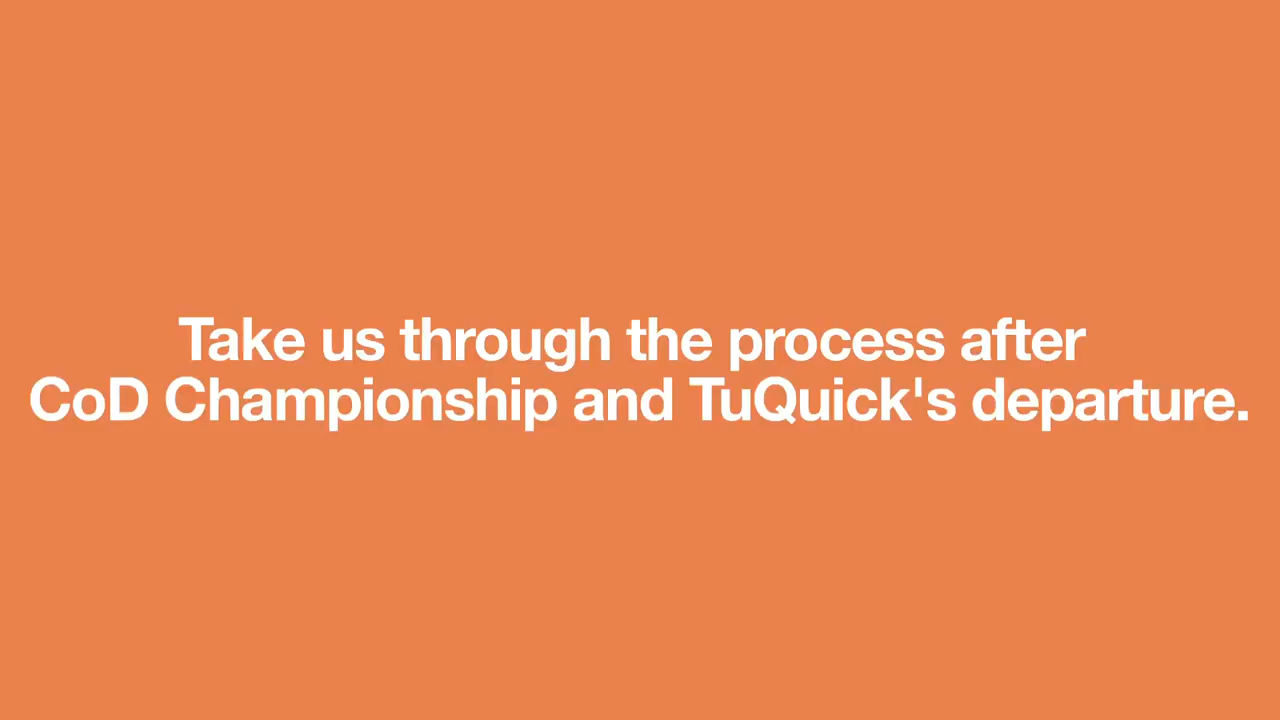 Take us through the process after
CoD Championship and TuQuick's departure.